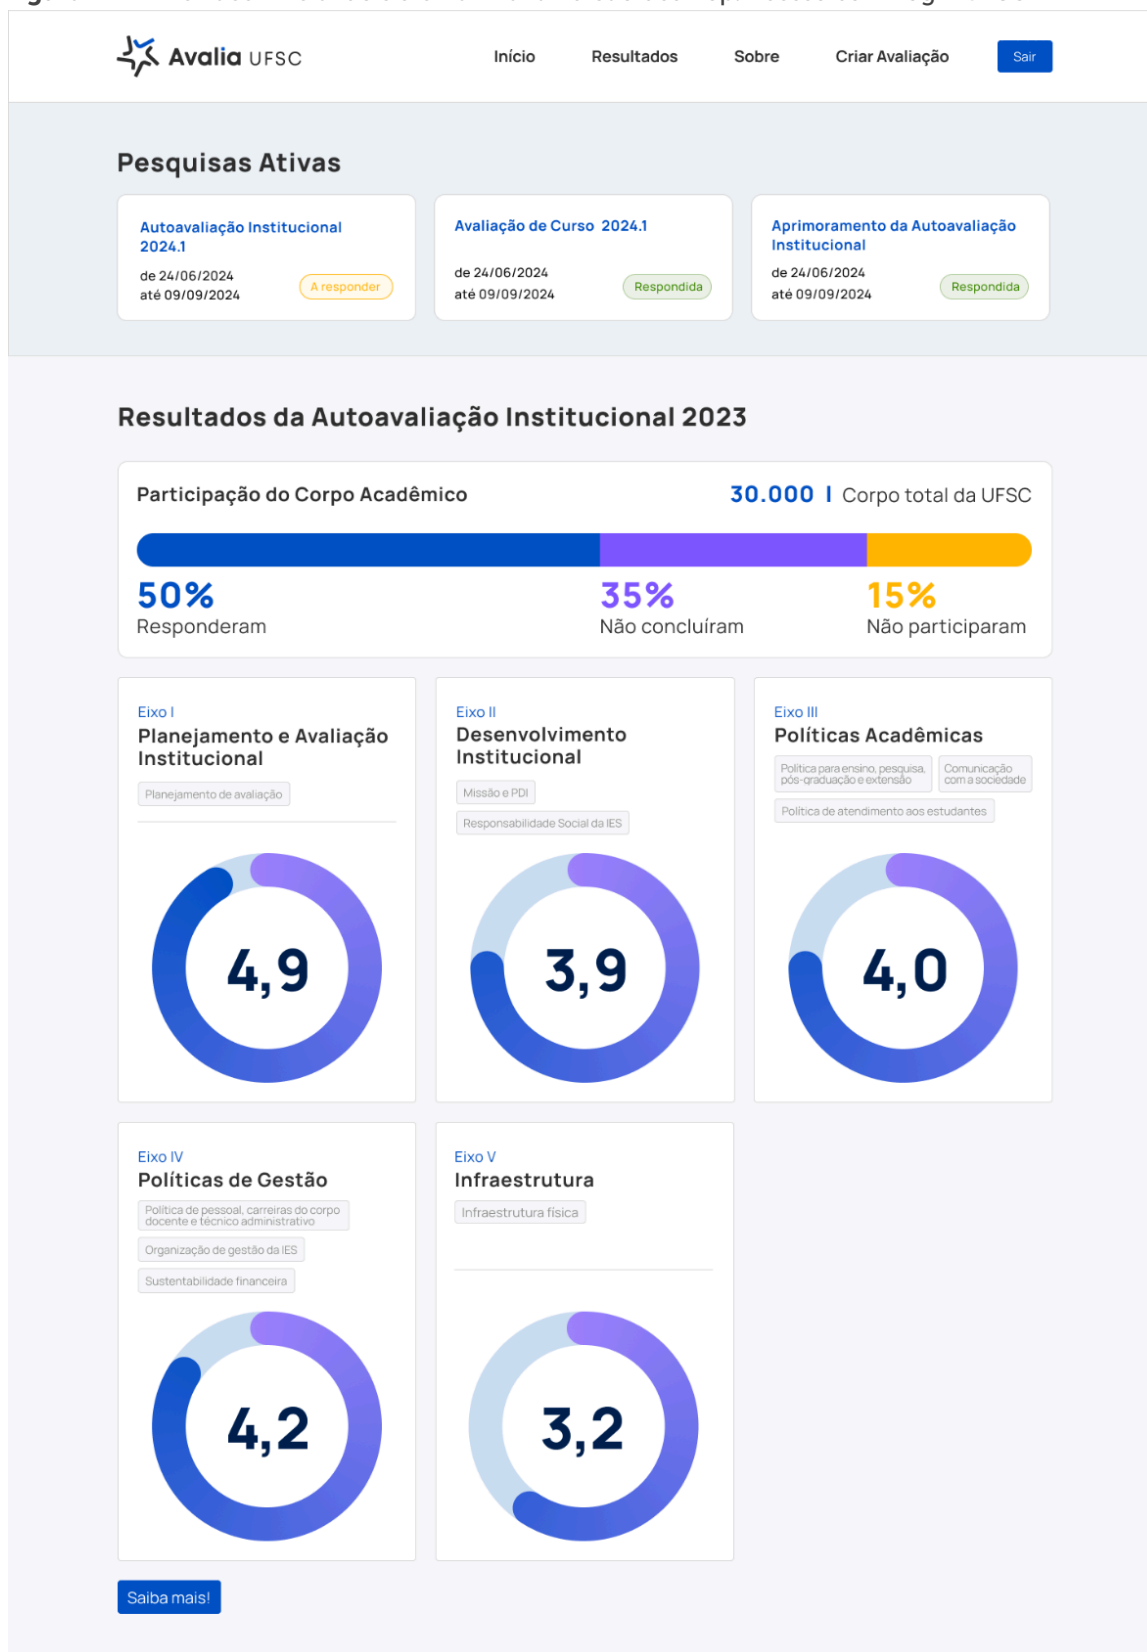 Avalia UFSC
Início
Resultados
Sobre
Criar Avaliação
Sair
Pesquisas Ativas
Autoavaliação Institucional
2024.1
de 24/06/2024
até 09/09/2024
A responder
Avaliação de Curso 2024.1
de 24/06/2024
até 09/09/2024
Respondida
Aprimoramento da Autoavaliação
Institucional
de 24/06/2024
até 09/09/2024
Respondida
Resultados da Autoavaliação Institucional 2023
Participação do Corpo Acadêmico
30.000 | Corpo total da UFSC
50%
Responderam
35%
Não concluíram
15%
Não participaram
Eixo I
Planejamento e Avaliação
Institucional
Planejamento de avaliação
4,9
Eixo II
Desenvolvimento
Institucional
Missão e PDI
Responsabilidade Social da IES
3,9
Eixo III
Políticas Acadêmicas
Política para ensino, pesquisa,
pós-graduação e extensão
Comunicação
com a sociedade
Política de atendimento aos estudantes
4,0
Eixo IV
Políticas de Gestão
Política de pessoal, carreiras do corpo
docente e técnico administrativo
Organização de gestão da IES
Sustentabilidade financeira
4,2
Eixo V
Infraestrutura
Infraestrutura física
3,2
Saiba mais!